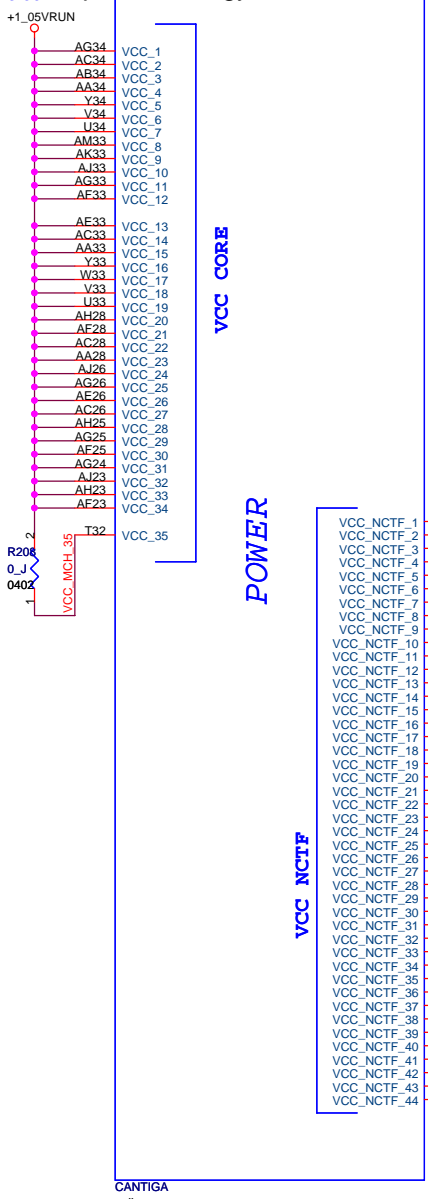 +1_05VRUN
AG34 VCC_1
AC34 VCC_2
AB34 VCC_3
AA34 VCC_4
Y34 VCC_5
V34 VCC_6
U34 VCC_7
AM33 VCC_8
AK33 VCC_9
AJ33 VCC_10
AG33 VCC_11
AF33 VCC_12
AE33 VCC_13
AC33 VCC_14
AA33 VCC_15
Y33 VCC_16
W33 VCC_17
V33 VCC_18
U33 VCC_19
AH28 VCC_20
AF28 VCC_21
AC28 VCC_22
AA28 VCC_23
AJ26 VCC_24
AG26 VCC_25
AE26 VCC_26
AC26 VCC_27
AH25 VCC_28
AG25 VCC_29
AF25 VCC_30
AG24 VCC_31
AJ23 VCC_32
AH23 VCC_33
AF23 VCC_34
T32 VCC_35
VCC CORE
POWER
2
R208
0_J
0402
1
VCC_MCH_35
VCC NCTF
VCC_NCTF_1
VCC_NCTF_2
VCC_NCTF_3
VCC_NCTF_4
VCC_NCTF_5
VCC_NCTF_6
VCC_NCTF_7
VCC_NCTF_8
VCC_NCTF_9
VCC_NCTF_10
VCC_NCTF_11
VCC_NCTF_12
VCC_NCTF_13
VCC_NCTF_14
VCC_NCTF_15
VCC_NCTF_16
VCC_NCTF_17
VCC_NCTF_18
VCC_NCTF_19
VCC_NCTF_20
VCC_NCTF_21
VCC_NCTF_22
VCC_NCTF_23
VCC_NCTF_24
VCC_NCTF_25
VCC_NCTF_26
VCC_NCTF_27
VCC_NCTF_28
VCC_NCTF_29
VCC_NCTF_30
VCC_NCTF_31
VCC_NCTF_32
VCC_NCTF_33
VCC_NCTF_34
VCC_NCTF_35
VCC_NCTF_36
VCC_NCTF_37
VCC_NCTF_38
VCC_NCTF_39
VCC_NCTF_40
VCC_NCTF_41
VCC_NCTF_42
VCC_NCTF_43
VCC_NCTF_44
CANTIGA